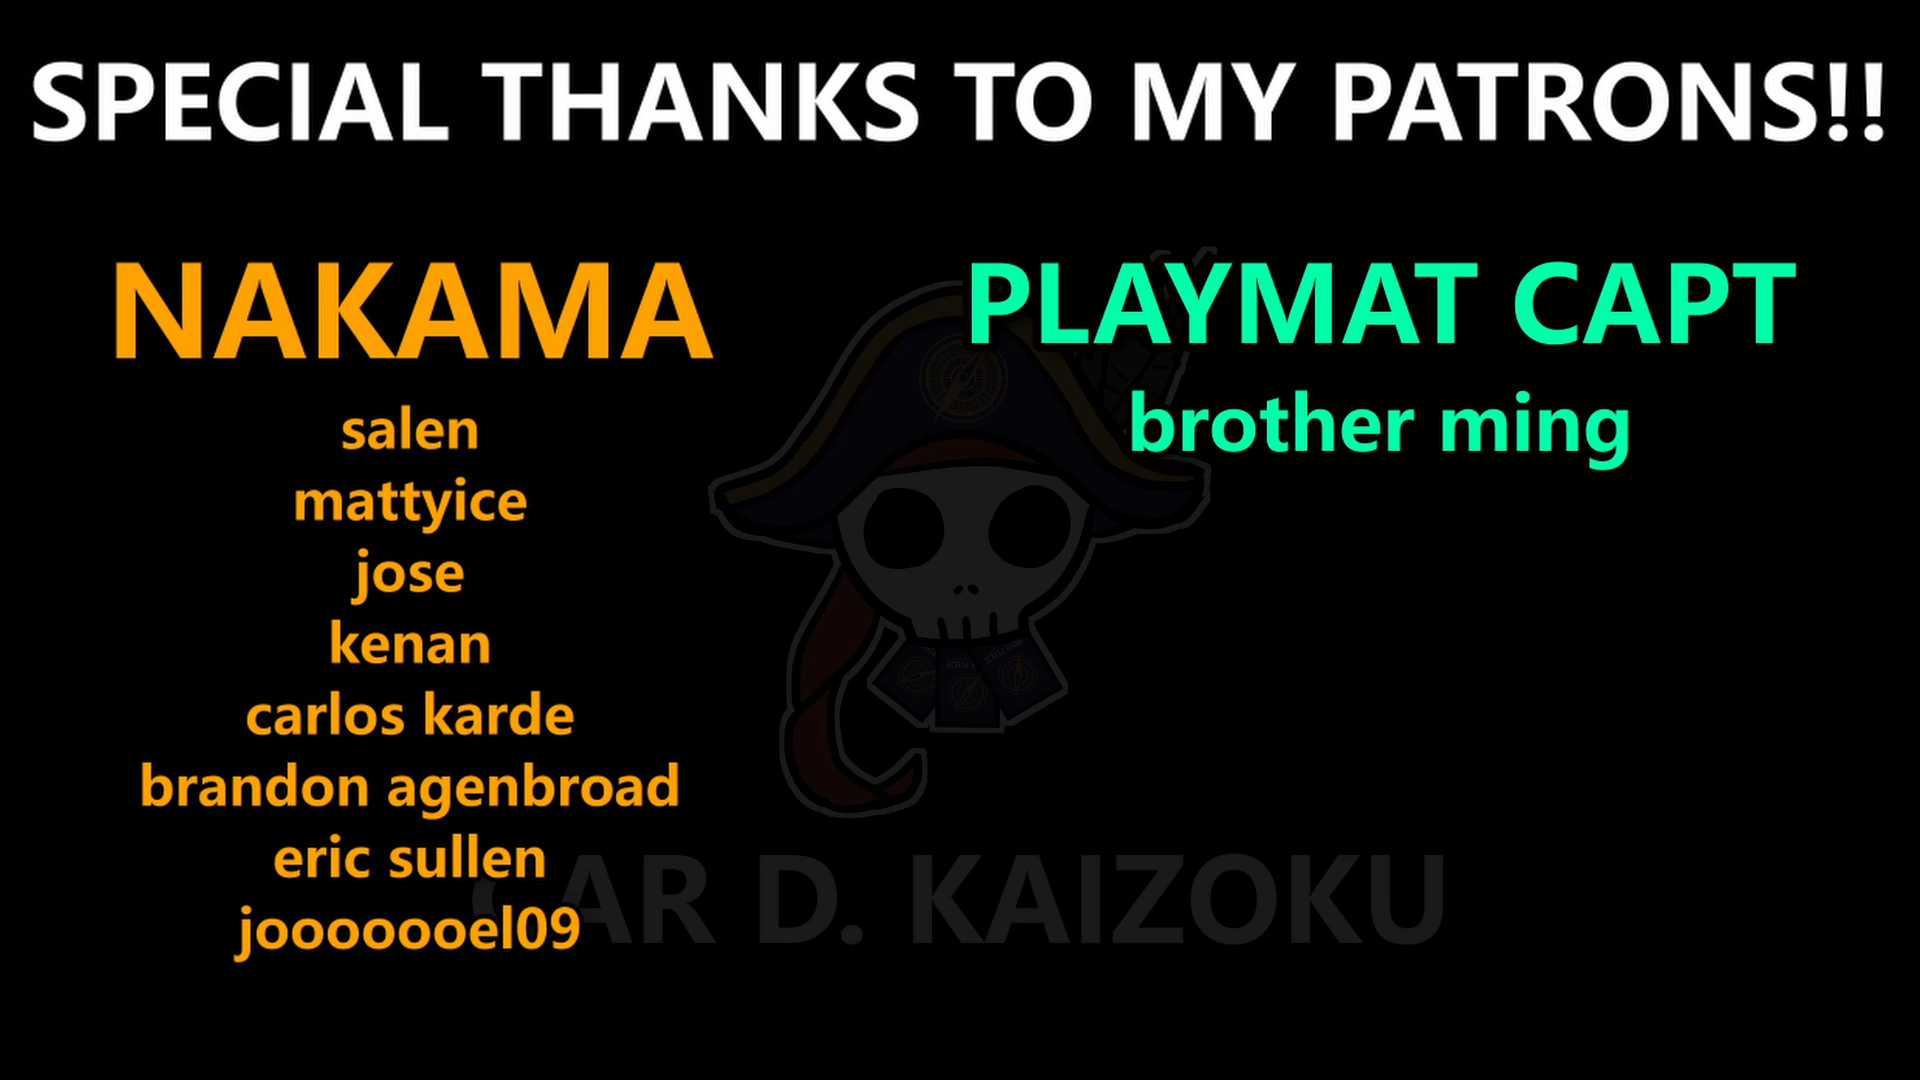 SPECIAL THANKS TO MY PATRONS!!
NAKAMA
salen
mattyice
jose
kenan
carlos karde
brandon agenbroad
eric sullen
jooooooel09
PLAYMAT CAPT
brother ming
CAR D. KAIZOKU